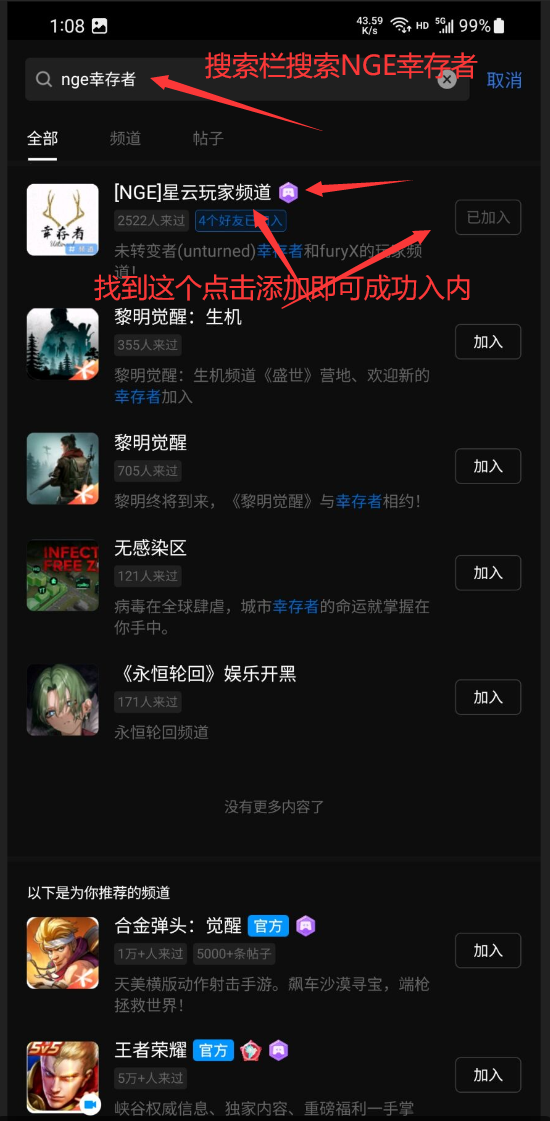 1:08
43.59
K/s
HD
5G
99%
搜索栏搜索NGE幸存者
nge幸存者
取消
全部
频道
帖子
[NGE]星云玩家频道
2522人来过
4个好友已加入
已加入
幸存者
频道
未转变者(unturned)幸存者和furyX的玩家频
道!
找到这个点击添加即可成功入内
黎明觉醒：生机
355人来过
加入
黎明觉醒：生机频道《盛世》营地、欢迎新的
幸存者加入
黎明觉醒
705人来过
加入
黎明终将到来，《黎明觉醒》与幸存者相约!
INFECT
FREE Z
无感染区
121人来过
加入
病毒在全球肆虐，城市幸存者的命运就掌握在
你手中。
《永恒轮回》娱乐开黑
171人来过
加入
永恒轮回频道
没有更多内容了
以下是为你推荐的频道
合金弹头：觉醒 官方
1万+人来过
5000+条帖子
加入
天美横版动作射击手游。飙车沙漠寻宝，端枪
拯救世界!
5V5
王者荣耀 官方
5万+人来过
加入
峡谷权威信息、独家内容、重磅福利一手掌